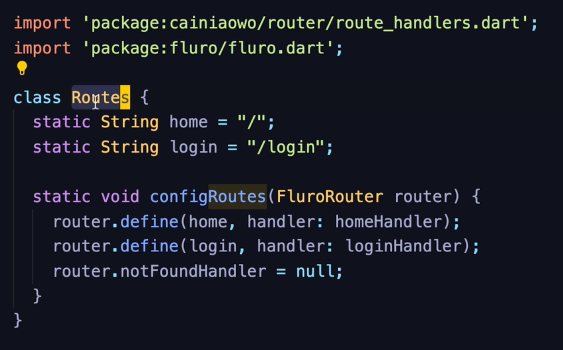 import 'package:cainiaowo/router/route_handlers.dart';
import 'package:fluro/fluro.dart';
class Routes {
static String home = "/";
static String login = "/login";
static void configRoutes(FluroRouter router) {
router.define(home, handler: homeHandler);
router.define(login, handler: loginHandler);
router.notFoundHandler = null;
}
}